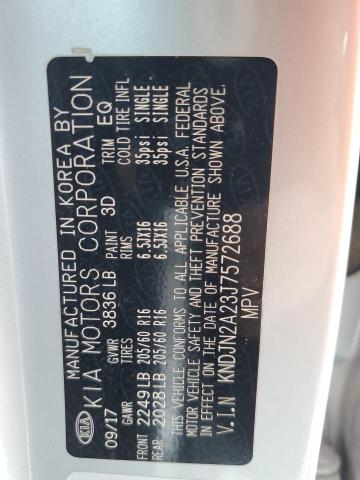 MANUFACTURED IN KOREA BY
KIA KIA MOTORS CORPORATION
09/17 GVWR 3836 LB PAINT 3D TRIM EQ
GAWR TIRES RIMS COLD TIRE INFL.
FRONT 2249LB 205/60 R16 6.5JX16 35psi SINGLE
REAR 2028LB 205/60 R16 6.5JX16 35psi SINGLE
THIS VEHICLE CONFORMS TO ALL APPLICABLE U.S.A. FEDERAL
MOTOR VEHICLE SAFETY AND THEFT PREVENTION STANDARDS
IN EFFECT ON THE DATE OF MANUFACTURE SHOWN ABOVE.
V.I.N KNDJN2A23J7572688
MPV